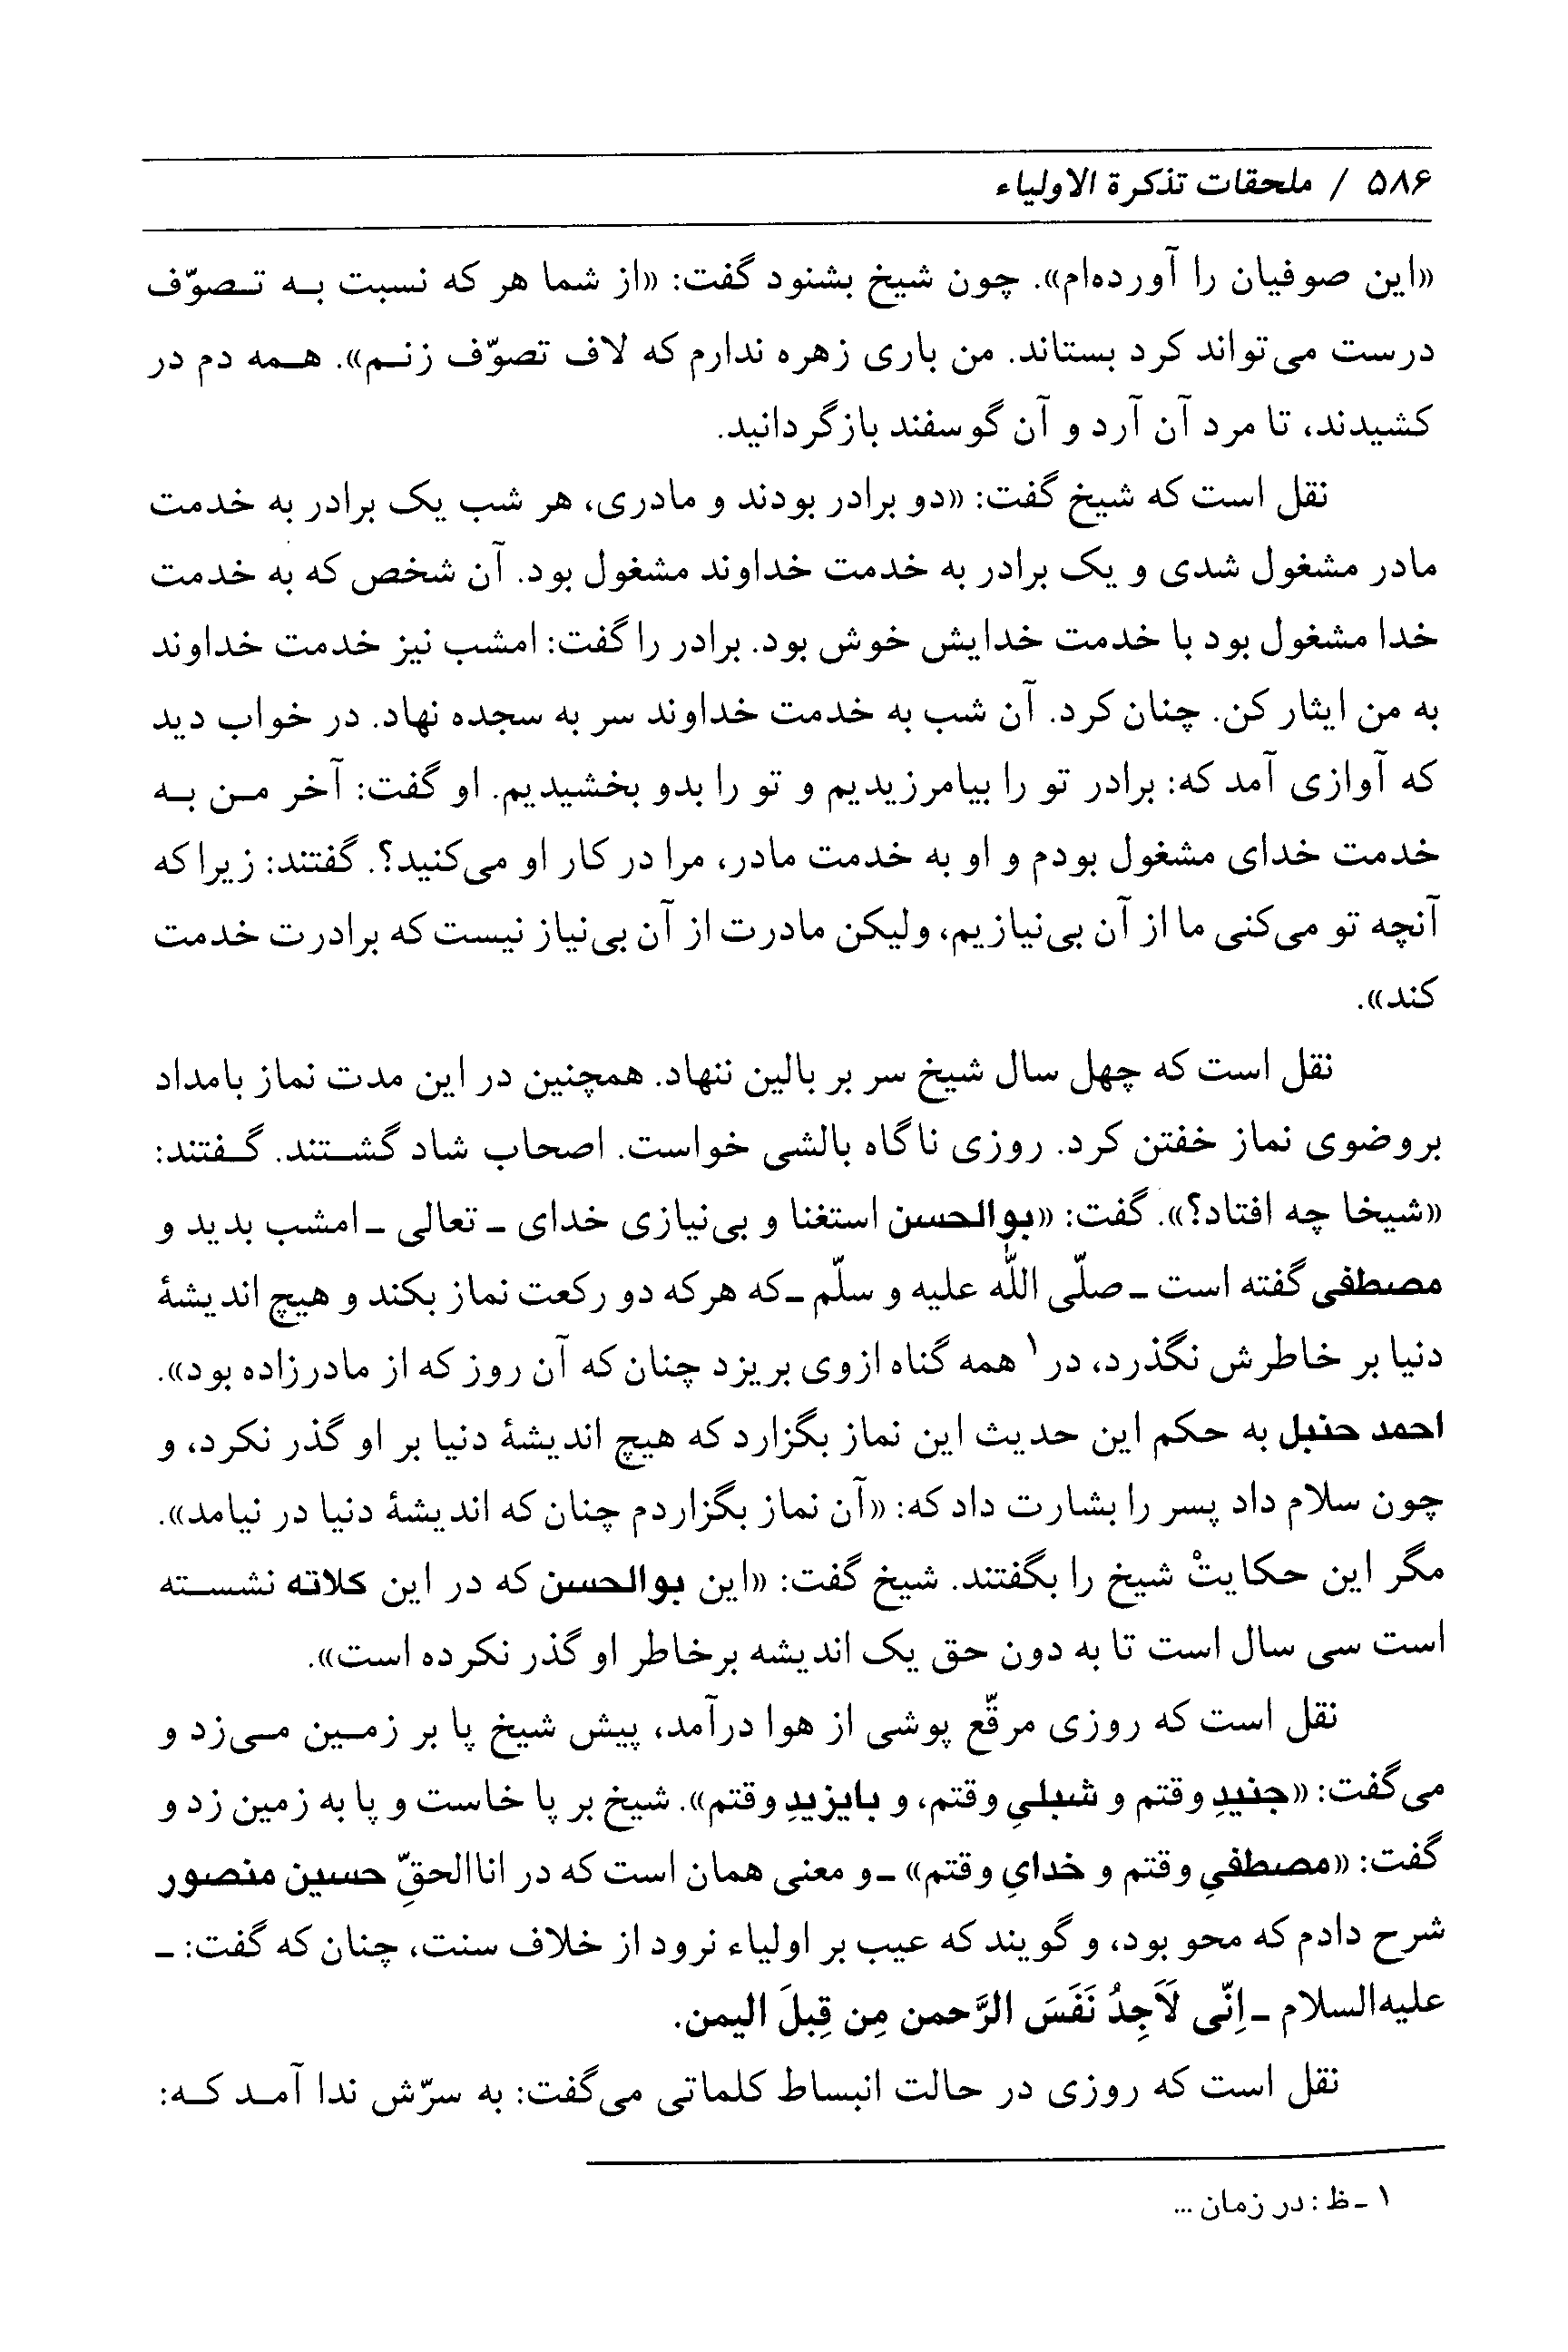 ۵۸۶ / ملحقات تذکرة الاولیاء
«این صوفیان را آورده‌ام». چون شیخ بشنود گفت: «از شما هر که نسبت بـه تـصوّف
درست می‌تواند کرد بستاند. من باری زهره ندارم که لاف تصوّف زنـم». هـمه دم در
کشیدند، تا مرد آن آرد و آن گوسفند بازگردانید.
نقل است که شیخ گفت: «دو برادر بودند و مادری، هر شب یک برادر به خدمت
مادر مشغول شدی و یک برادر به خدمت خداوند مشغول بود. آن شخص که به خدمت
خدا مشغول بود با خدمت خدایش خوش بود. برادر را گفت: امشب نیز خدمت خداوند
به من ایثار کن. چنان کرد. آن شب به خدمت خداوند سر به سجده نهاد. در خواب دید
که آوازی آمد که: برادر تو را بیامرزیدیم و تو را بدو بخشیدیم. او گفت: آخر مـن بـه
خدمت خدای مشغول بودم و او به خدمت مادر، مرا در کار او می‌کنید؟. گفتند: زیرا که
آنچه تو می‌کنی ما از آن بی‌نیازیم، ولیکن مادرت از آن بی‌نیاز نیست که برادرت خدمت
کند».
نقل است که چهل سال شیخ سر بر بالین ننهاد. همچنین در این مدت نماز بامداد
بروضوی نماز خفتن کرد. روزی ناگاه بالشی خواست. اصحاب شاد گشـتند. گـفتند:
«شیخا چه افتاد؟». گفت: «بوالحسن استغنا و بی‌نیازی خدای ـ تعالی ـ امشب بدید و
مصطفی گفته است ـ صلّی اللّه علیه و سلّم ـ که هرکه دو رکعت نماز بکند و هیچ اندیشهٔ
دنیا بر خاطرش نگذرد، در۱ همه گناه ازوی بریزد چنان که آن روز که از مادرزاده بود».
احمد حنبل به حکم این حدیث این نماز بگزارد که هیچ اندیشهٔ دنیا بر او گذر نکرد، و
چون سلام داد پسر را بشارت داد که: «آن نماز بگزاردم چنان که اندیشهٔ دنیا در نیامد».
مگر این حکایتْ شیخ را بگفتند. شیخ گفت: «این بوالحسن که در این کلاته نشسـته
است سی سال است تا به دون حق یک اندیشه برخاطر او گذر نکرده است».
نقل است که روزی مرقّع پوشی از هوا درآمد، پیش شیخ پا بر زمـین مـی‌زد و
می‌گفت: «جنیدِ وقتم و شبلیِ وقتم، و بایزیدِ وقتم». شیخ بر پا خاست و پا به زمین زد و
گفت: «مصطفیِ وقتم و خدایِ وقتم» ـ و معنی همان است که در اناالحقِّ حسین منصور
شرح دادم که محو بود، و گویند که عیب بر اولیاء نرود از خلاف سنت، چنان که گفت: ـ
علیه‌السلام ـ اِنّی لَاَجِدُ نَفَسَ الرَّحمن مِن قِبلَ الیمن.
نقل است که روزی در حالت انبساط کلماتی می‌گفت: به سرّش ندا آمـد کـه:
۱ ـ ظ : در زمان ...